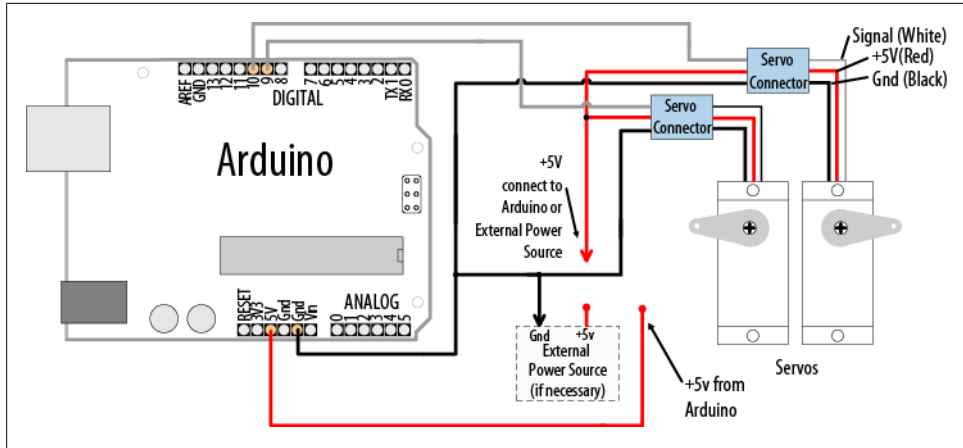 Signal (White)
+5V(Red)
Gnd (Black)
Servo
Connector
Servo
Connector
AREF
GND
13
12
11
10
9
8
7
6
5
4
3
2
TX 1
RX 0
DIGITAL
Arduino
+5V
connect to
Arduino or
External Power
Source
RESET
3V3
5V
Gnd
Gnd
Vin
ANALOG
0
1
2
3
4
5
Gnd
+5v
External
Power Source
(if necessary)
+5v from
Arduino
Servos